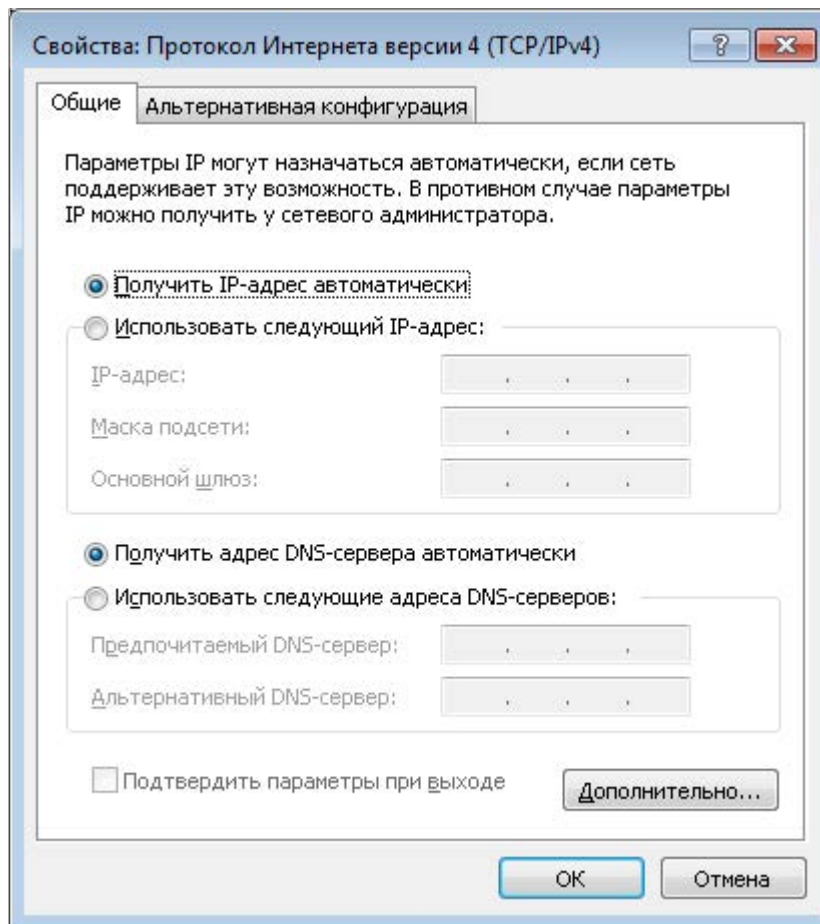 Свойства: Протокол Интернета версии 4 (TCP/IPv4)
Общие
Альтернативная конфигурация
Параметры IP могут назначаться автоматически, если сеть
поддерживает эту возможность. В противном случае параметры
IP можно получить у сетевого администратора.
Получить IP-адрес автоматически
Использовать следующий IP-адрес:
IP-адрес:
Маска подсети:
Основной шлюз:
Получить адрес DNS-сервера автоматически
Использовать следующие адреса DNS-серверов:
Предпочитаемый DNS-сервер:
Альтернативный DNS-сервер:
Подтвердить параметры при выходе
Дополнительно...
ОК
Отмена